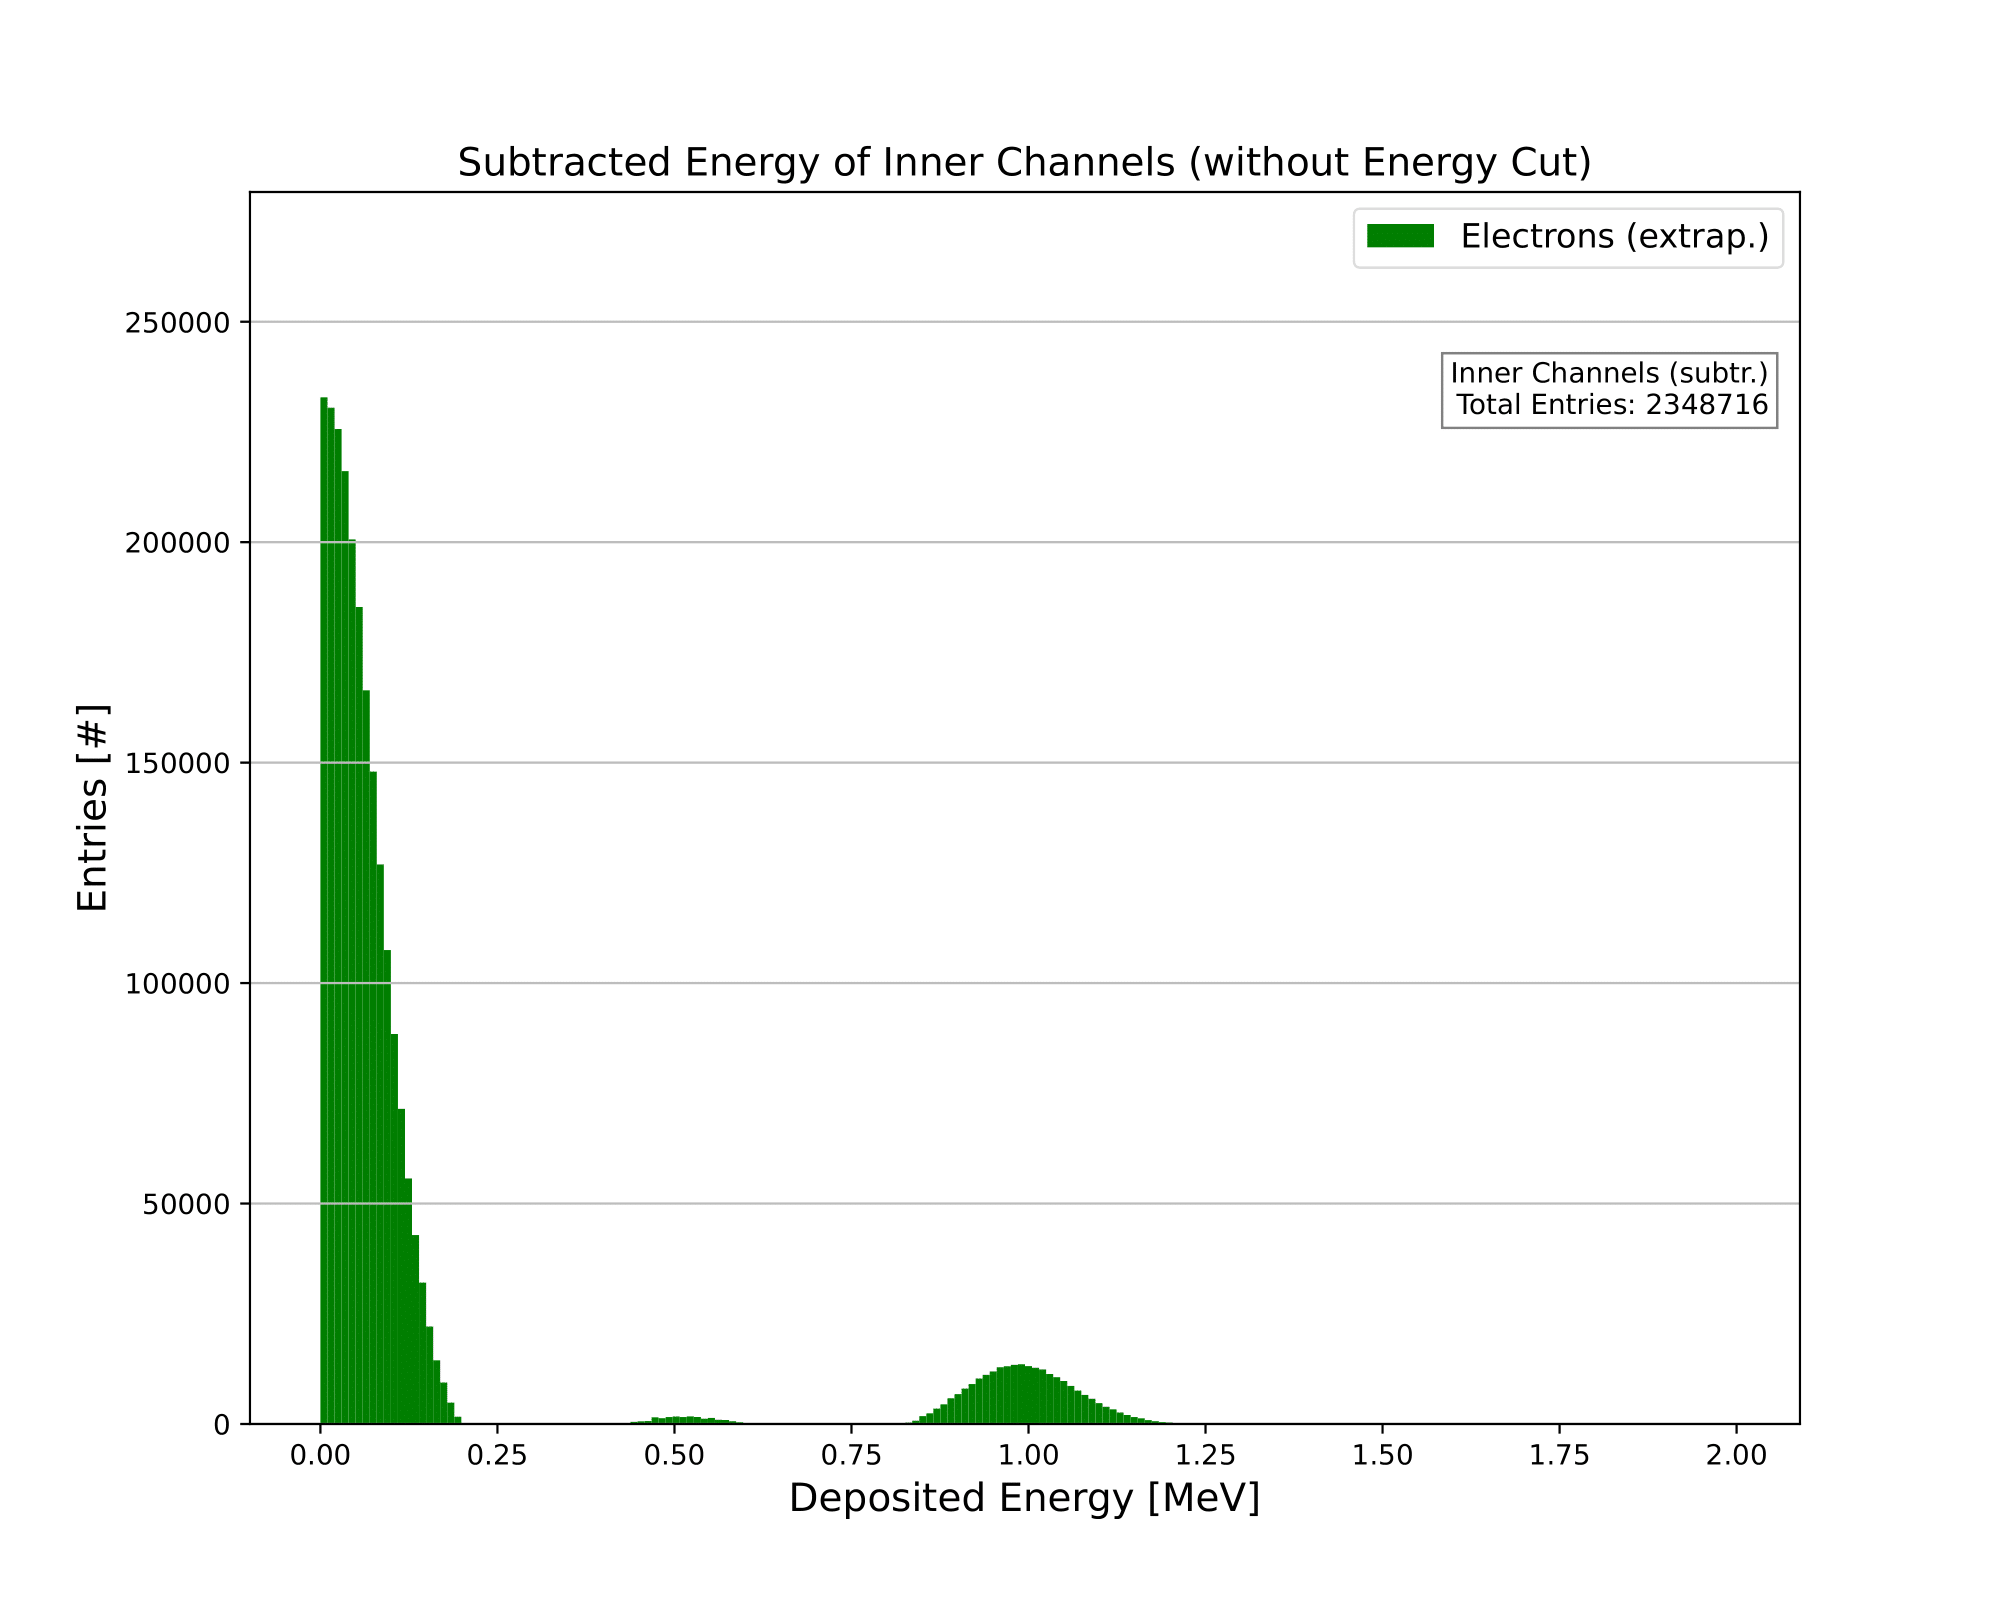 Subtracted Energy of Inner Channels (without Energy Cut)
Electrons (extrap.)
Inner Channels (subtr.)
Total Entries: 2348716
Entries [#]
250000
200000
150000
100000
50000
0
0.00 0.25 0.50 0.75 1.00 1.25 1.50 1.75 2.00
Deposited Energy [MeV]